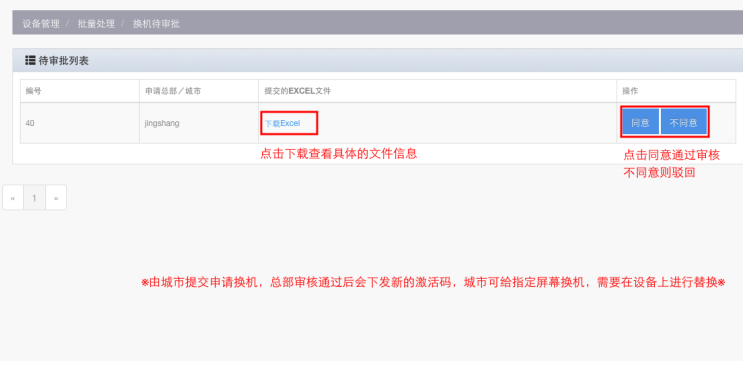 设备管理 / 批量处理 / 换机待审批
待审批列表
编号 申请总部／城市 提交的EXCEL文件 操作
40 jingshang 下载Excel 同意 不同意
点击下载查看具体的文件信息
点击同意通过审核
不同意则驳回
« 1 »
※由城市提交申请换机，总部审核通过后会下发新的激活码，城市可给指定屏幕换机，需要在设备上进行替换※